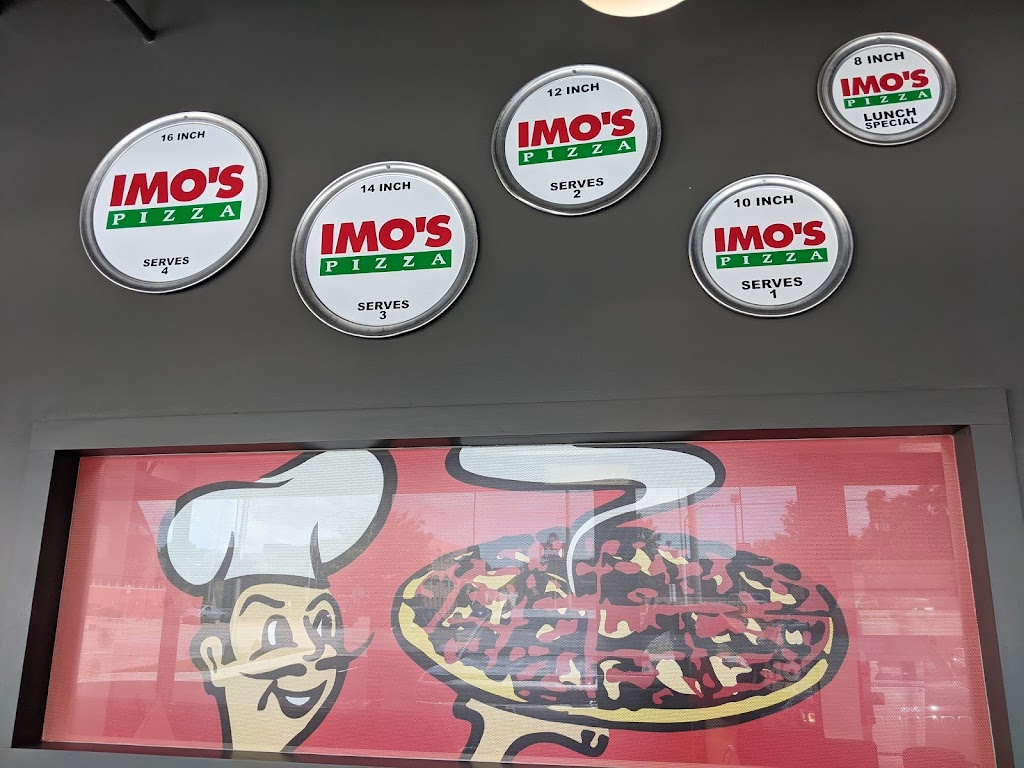 16 INCH
IMO'S
PIZZA
SERVES
4
14 INCH
IMO'S
PIZZA
SERVES
3
12 INCH
IMO'S
PIZZA
SERVES
2
10 INCH
IMO'S
PIZZA
SERVES
1
8 INCH
IMO'S
PIZZA
LUNCH
SPECIAL